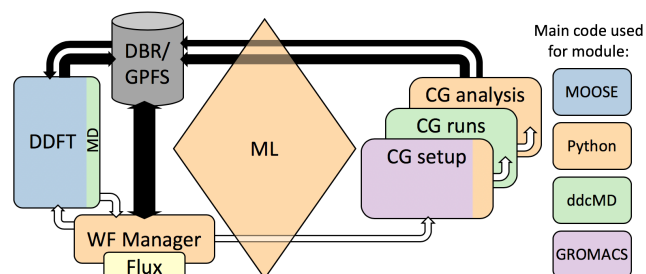 DBR/
GPFS
DDFT
MD
ML
WF Manager
Flux
CG analysis
CG runs
CG setup
Main code used
for module:
MOOSE
Python
ddcMD
GROMACS